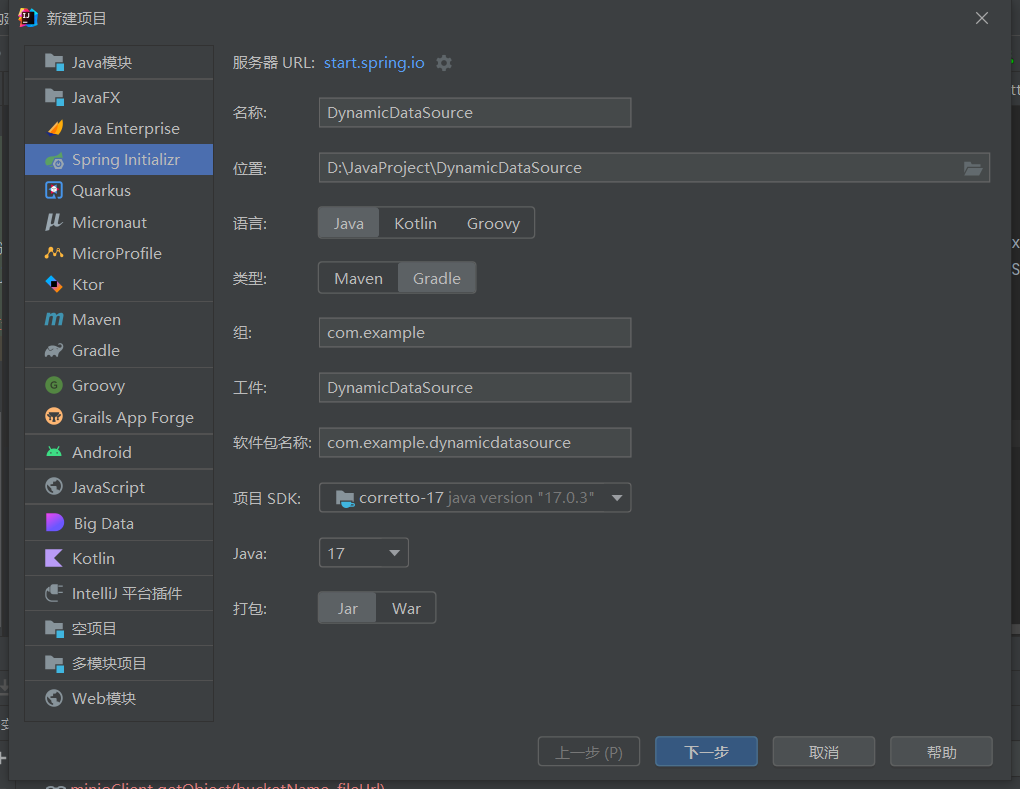 新建项目
Java模块
JavaFX
Java Enterprise
Spring Initializr
Quarkus
Micronaut
MicroProfile
Ktor
Maven
Gradle
Groovy
Grails App Forge
Android
JavaScript
Big Data
Kotlin
IntelliJ 平台插件
空项目
多模块项目
Web模块
服务器 URL: start.spring.io
名称: DynamicDataSource
位置: D:\JavaProject\DynamicDataSource
语言: Java Kotlin Groovy
类型: Maven Gradle
组: com.example
工件: DynamicDataSource
软件包名称: com.example.dynamicdatasource
项目 SDK: corretto-17 java version "17.0.3"
Java: 17
打包: Jar War
上一步 (P) 下一步 取消 帮助
minioClient.getObject(bucketName, fileUrl)